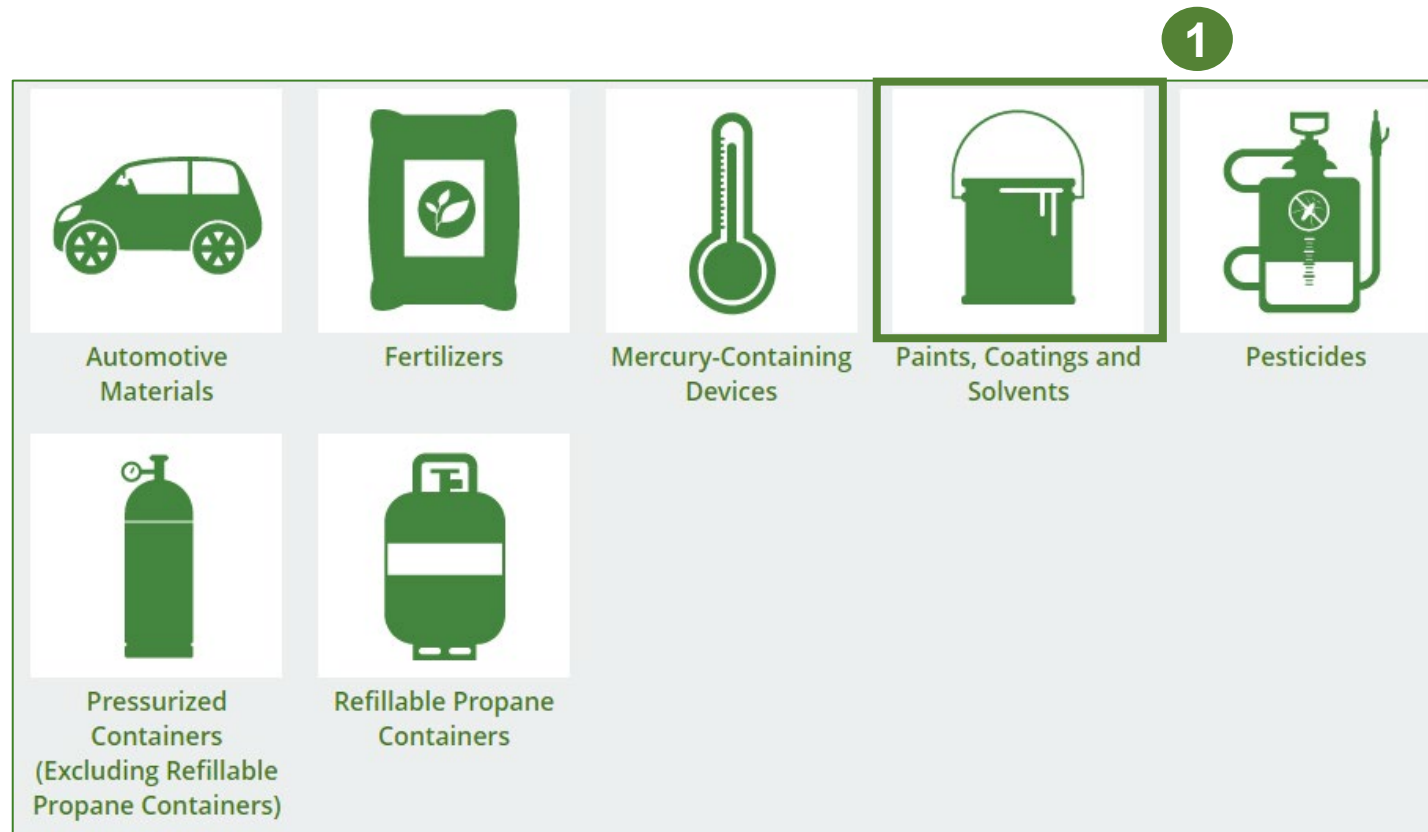 1
Automotive
Materials
Fertilizers
Mercury-Containing
Devices
Paints, Coatings and
Solvents
Pesticides
Pressurized
Containers
(Excluding Refillable
Propane Containers)
Refillable Propane
Containers